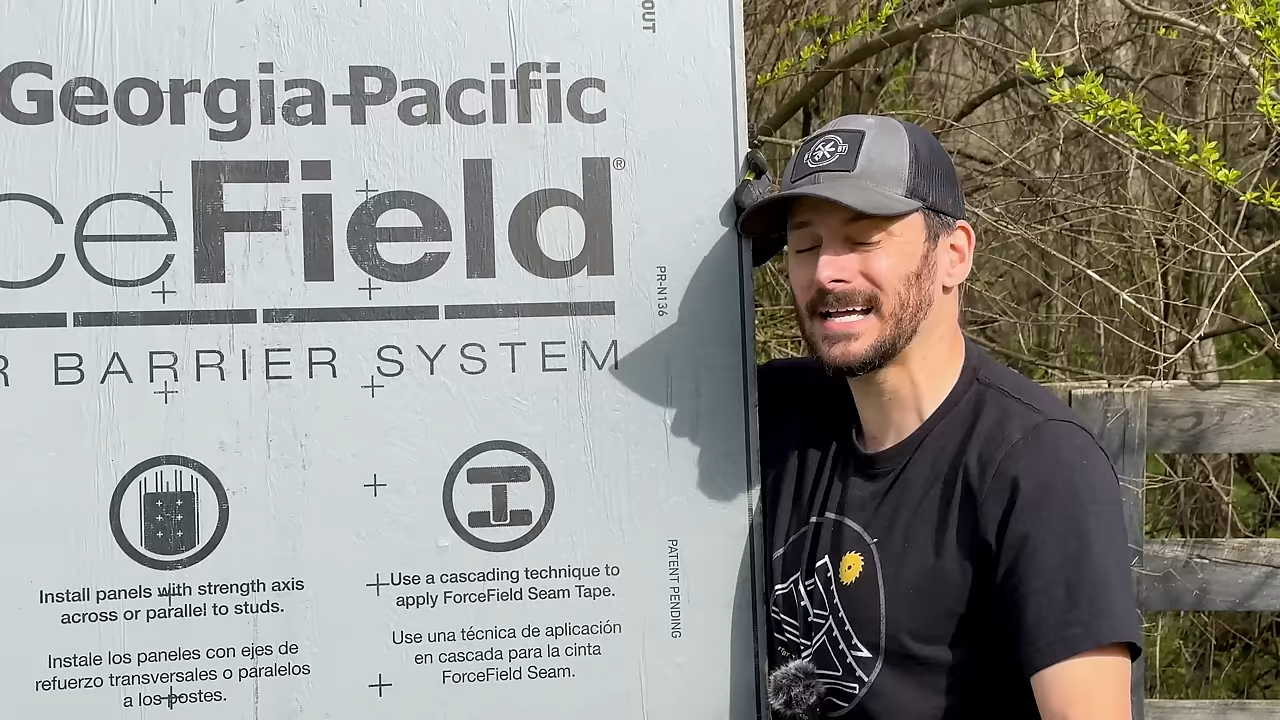 OUT
Georgia-Pacific
ceField®
R BARRIER SYSTEM
PR-N136
PATENT PENDING
Install panels with strength axis
across or parallel to studs.
Instale los paneles con ejes de
refuerzo transversales o paralelos
a los postes.
Use a cascading technique to
apply ForceField Seam Tape.
Use una técnica de aplicación
en cascada para la cinta
ForceField Seam.